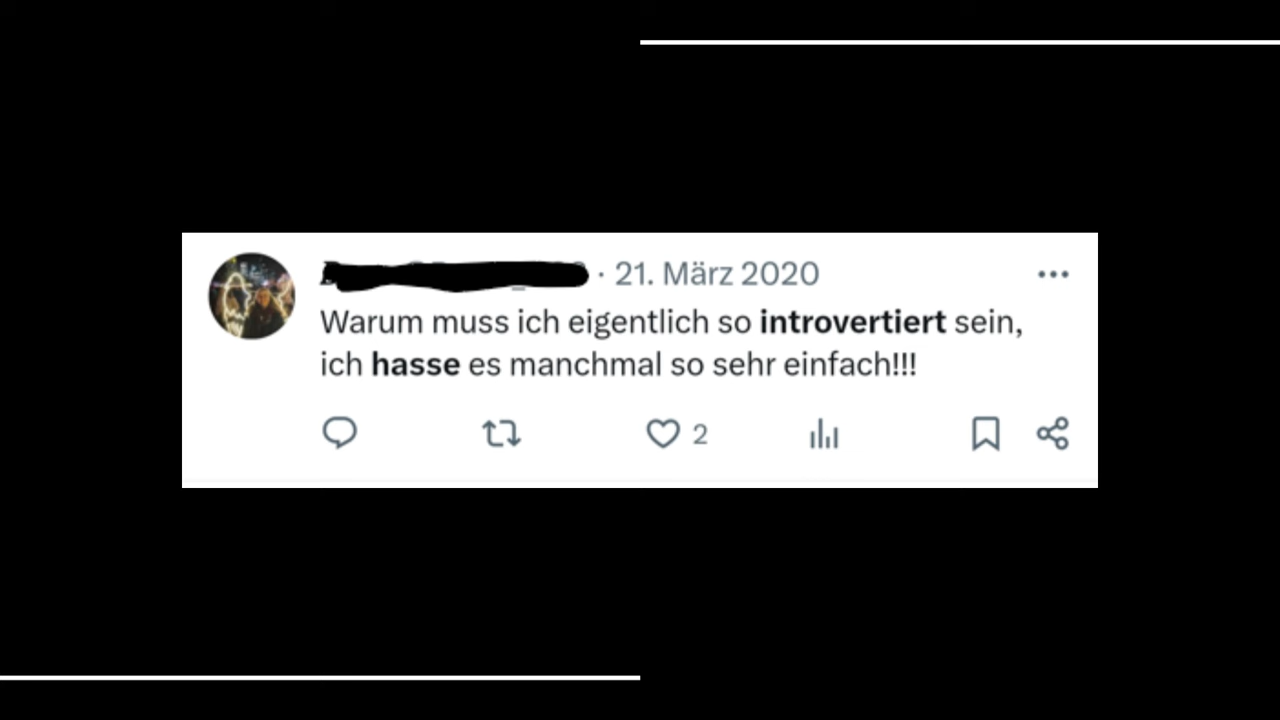 · 21. März 2020
Warum muss ich eigentlich so introvertiert sein,
ich hasse es manchmal so sehr einfach!!!
2